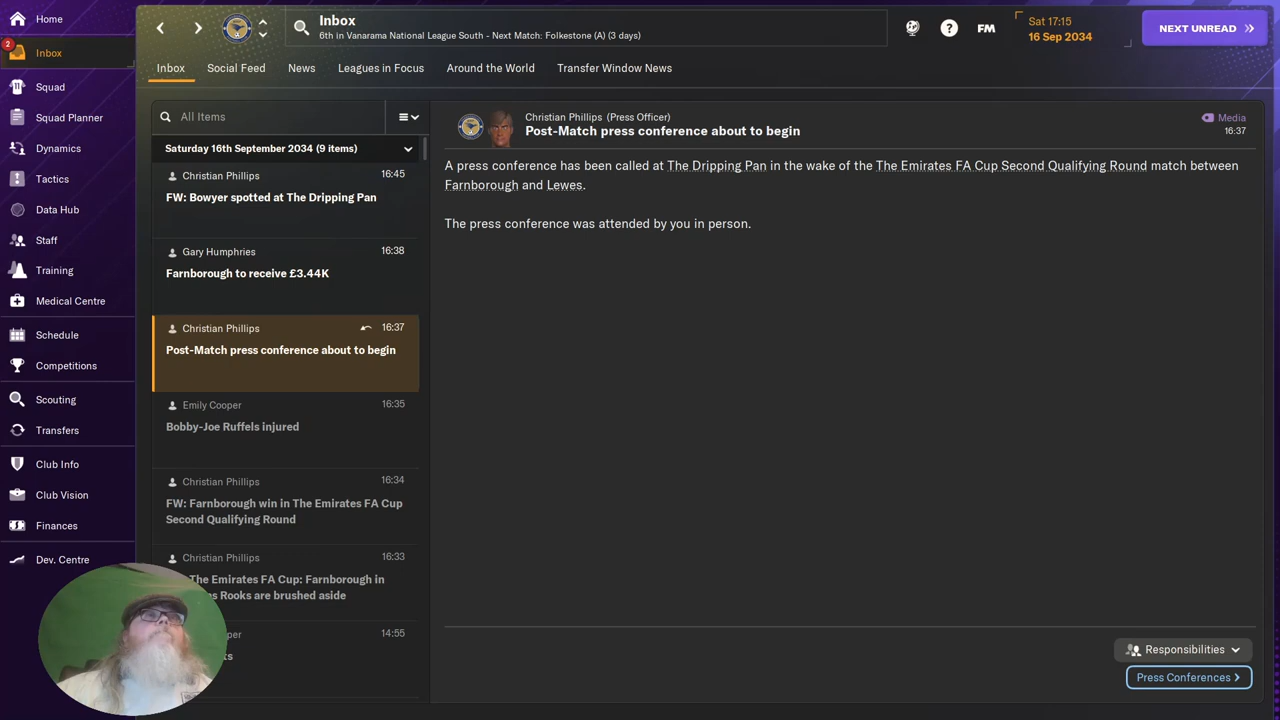 Home
2
Inbox
Squad
Squad Planner
Dynamics
Tactics
Data Hub
Staff
Training
Medical Centre
Schedule
Competitions
Scouting
Transfers
Club Info
Club Vision
Finances
Dev. Centre
Inbox
6th in Vanarama National League South - Next Match: Folkestone (A) (3 days)
FM
Sat 17:15
16 Sep 2034
NEXT UNREAD
Inbox
Social Feed
News
Leagues in Focus
Around the World
Transfer Window News
All Items
Saturday 16th September 2034 (9 items)
Christian Phillips 16:45
FW: Bowyer spotted at The Dripping Pan
Gary Humphries 16:38
Farnborough to receive £3.44K
Christian Phillips 16:37
Post-Match press conference about to begin
Emily Cooper 16:35
Bobby-Joe Ruffels injured
Christian Phillips 16:34
FW: Farnborough win in The Emirates FA Cup
Second Qualifying Round
Christian Phillips 16:33
The Emirates FA Cup: Farnborough in
Rooks are brushed aside
14:55
Christian Phillips (Press Officer)
Post-Match press conference about to begin
Media
16:37
A press conference has been called at The Dripping Pan in the wake of the The Emirates FA Cup Second Qualifying Round match between
Farnborough and Lewes.
The press conference was attended by you in person.
Responsibilities
Press Conferences